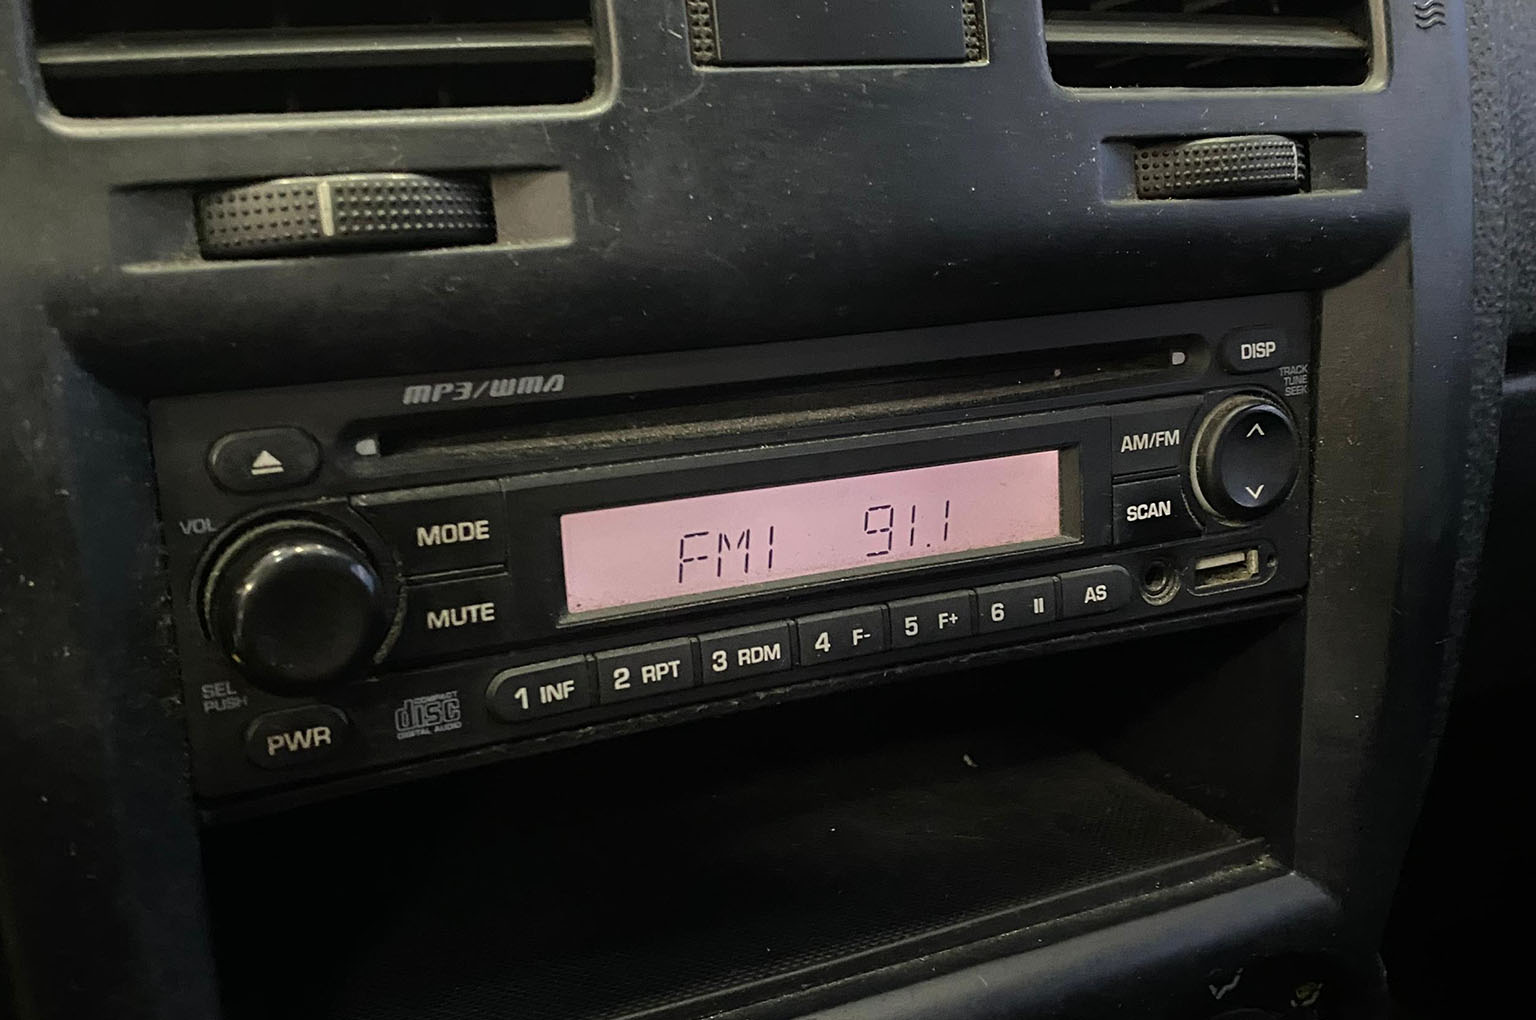 MP3/WMA
DISP
TRACK
TUNE
SEEK
VOL
MODE
AM/FM
FM1 91.1
SCAN
MUTE
SEL
PUSH
PWR
COMPACT
disc
DIGITAL AUDIO
1 INF
2 RPT
3 RDM
4 F-
5 F+
6 II
AS